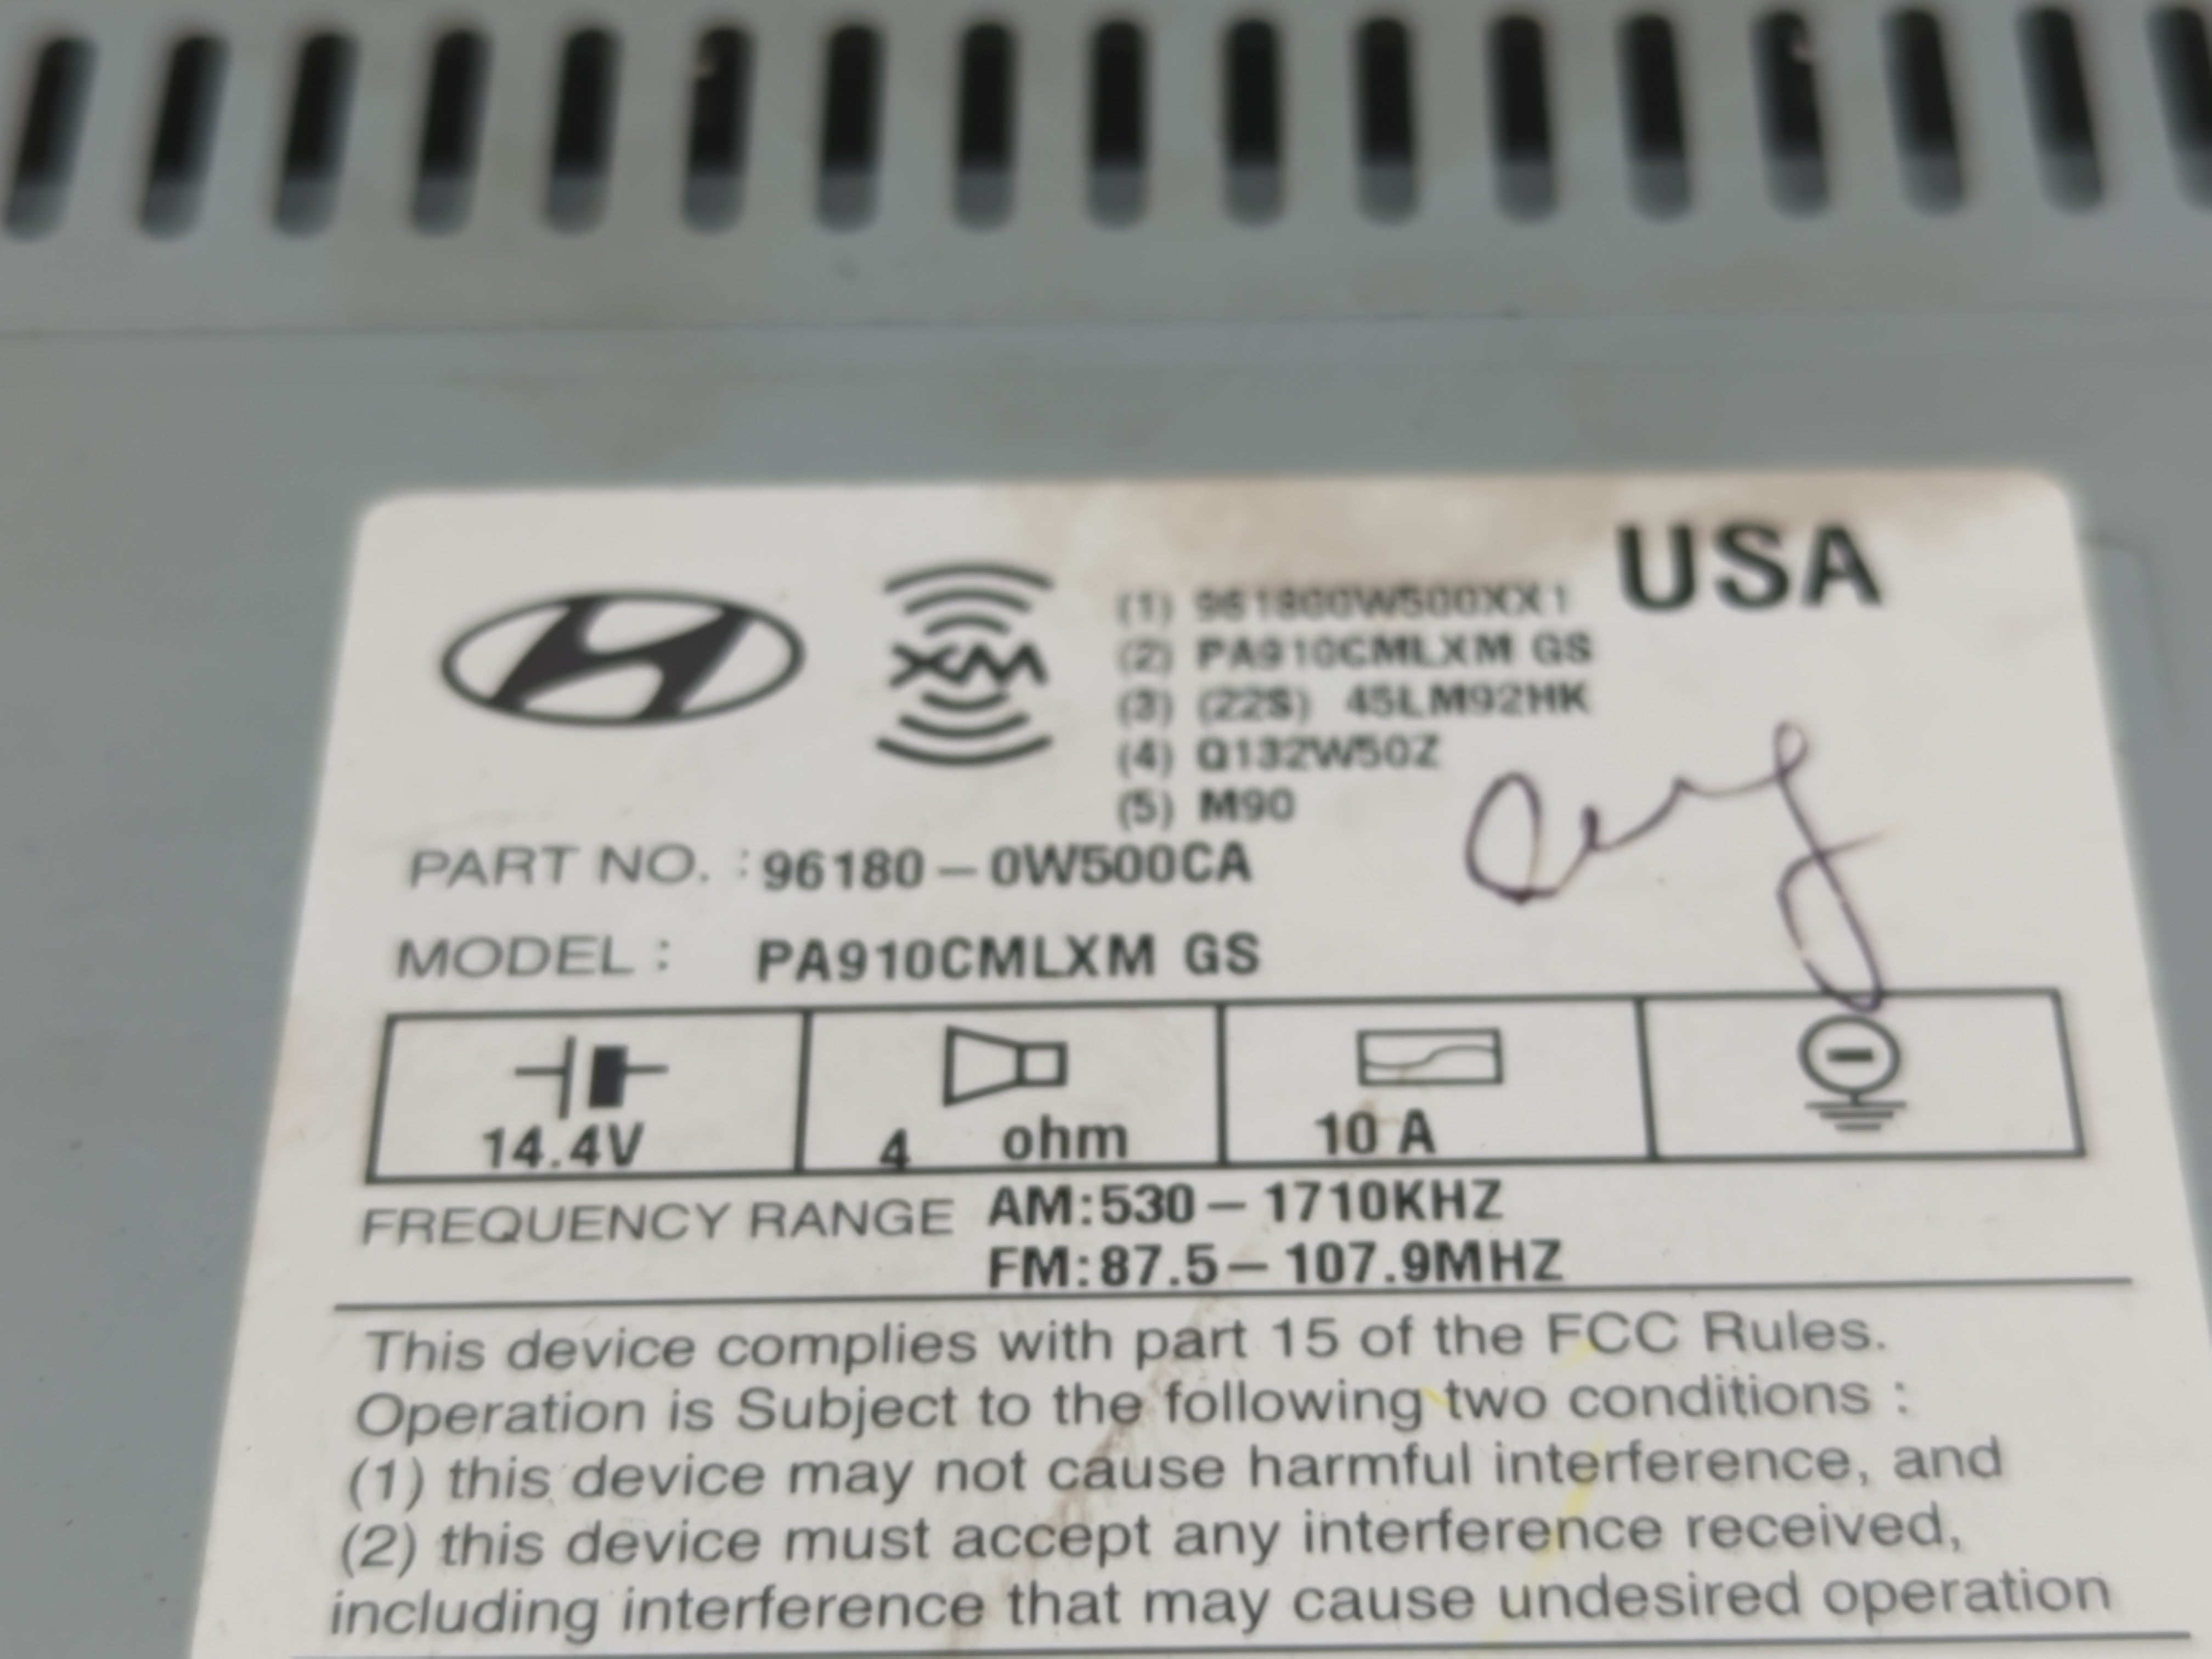 USA
XM
(1) 961800W500XX1
(2) PA910CMLXM GS
(3) (22S) 45LM92HK
(4) Q132W50Z
(5) M90
PART NO. : 96180-0W500CA
MODEL : PA910CMLXM GS
14.4V 4 ohm 10 A
FREQUENCY RANGE AM:530-1710KHZ
FM:87.5-107.9MHZ
This device complies with part 15 of the FCC Rules.
Operation is Subject to the following two conditions :
(1) this device may not cause harmful interference, and
(2) this device must accept any interference received,
including interference that may cause undesired operation